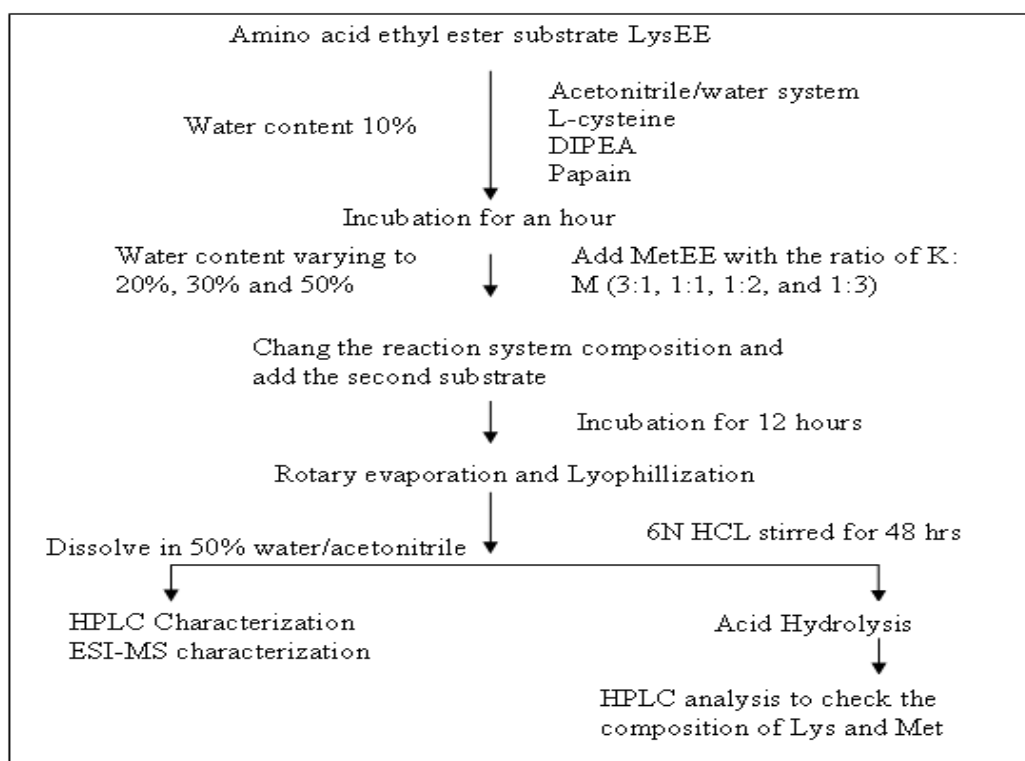 Amino acid ethyl ester substrate LysEE
Water content 10%
Acetonitrile/water system
L-cysteine
DIPEA
Papain
Incubation for an hour
Water content varying to
20%, 30% and 50%
Add MetEE with the ratio of K:
M (3:1, 1:1, 1:2, and 1:3)
Chang the reaction system composition and
add the second substrate
Incubation for 12 hours
Rotary evaporation and Lyophillization
Dissolve in 50% water/acetonitrile
6N HCL stirred for 48 hrs
HPLC Characterization
ESI-MS characterization
Acid Hydrolysis
HPLC analysis to check the
composition of Lys and Met